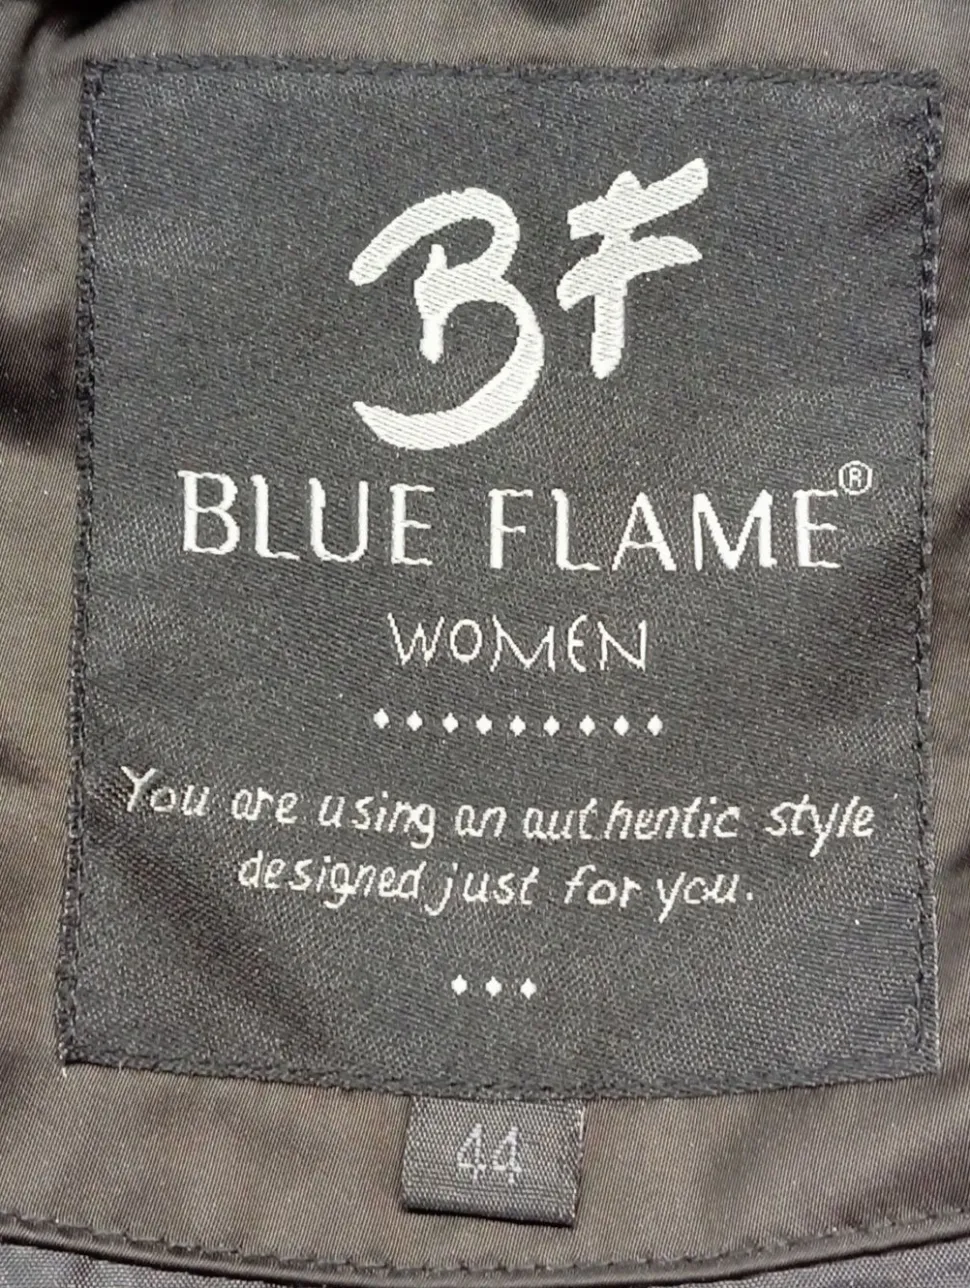 BF
BLUE FLAME®
WOMEN
You are using an authentic style
designed just for you.
44